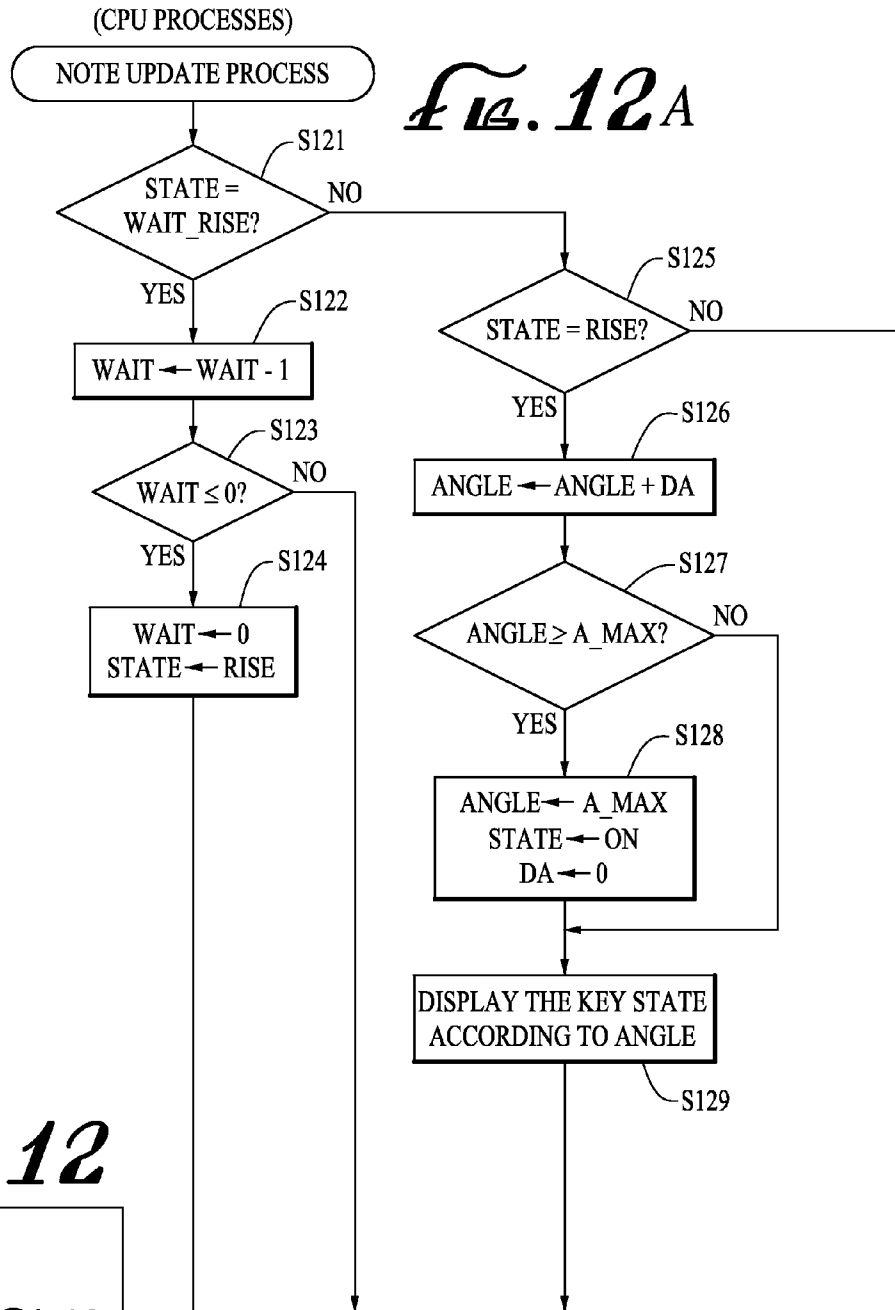 (CPU PROCESSES)
NOTE UPDATE PROCESS
FIG. 12A
S121
STATE =
WAIT_RISE?
NO
YES
S122
WAIT ← WAIT - 1
S123
WAIT ≤ 0?
NO
YES
S124
WAIT ← 0
STATE ← RISE
S125
STATE = RISE?
NO
YES
S126
ANGLE ← ANGLE + DA
S127
ANGLE ≥ A_MAX?
NO
YES
S128
ANGLE ← A_MAX
STATE ← ON
DA ← 0
DISPLAY THE KEY STATE
ACCORDING TO ANGLE
S129
12